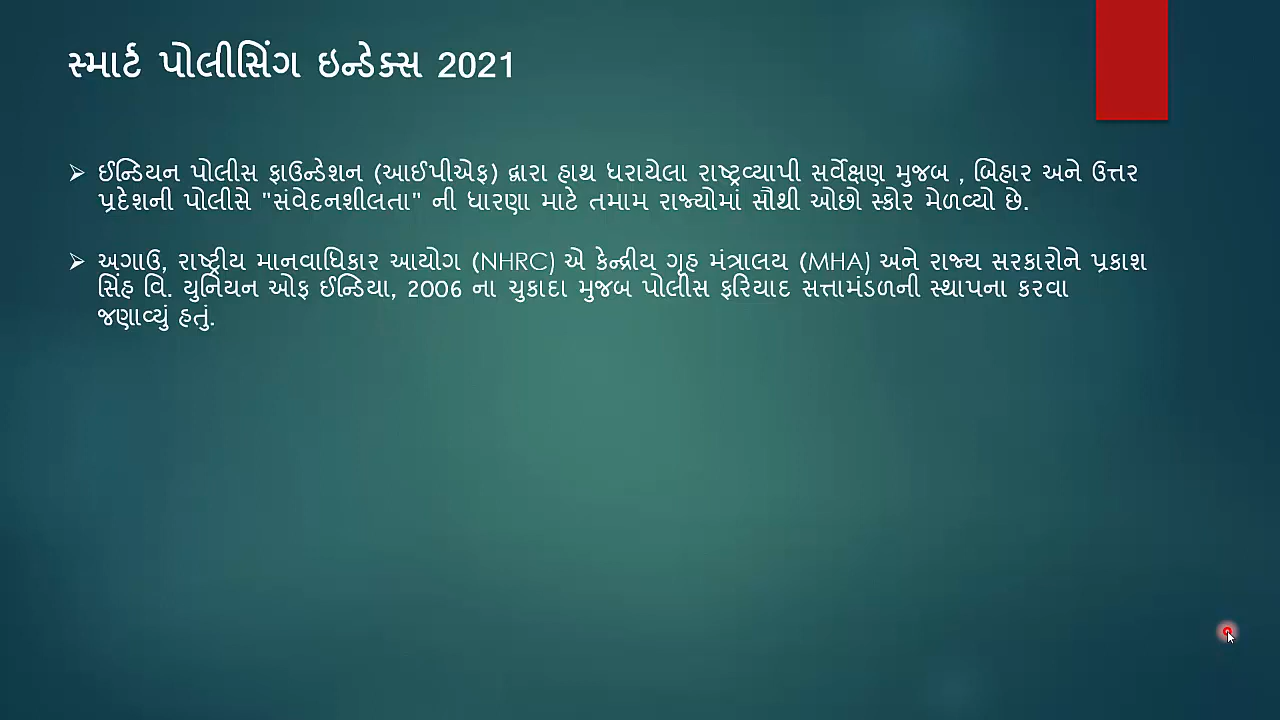 સ્માર્ટ પોલીસિંગ ઇન્ડેક્સ 2021
ઈન્ડિયન પોલીસ ફાઉન્ડેશન (આઈપીએફ) દ્વારા હાથ ધરાયેલા રાષ્ટ્રવ્યાપી સર્વેક્ષણ મુજબ , બિહાર અને ઉત્તર
પ્રદેશની પોલીસે "સંવેદનશીલતા" ની ધારણા માટે તમામ રાજ્યોમાં સૌથી ઓછો સ્કોર મેળવ્યો છે.
અગાઉ, રાષ્ટ્રીય માનવાધિકાર આયોગ (NHRC) એ કેન્દ્રીય ગૃહ મંત્રાલય (MHA) અને રાજ્ય સરકારોને પ્રકાશ
સિંહ વિ. યુનિયન ઓફ ઈન્ડિયા, 2006 ના ચુકાદા મુજબ પોલીસ ફરિયાદ સત્તામંડળની સ્થાપના કરવા
જણાવ્યું હતું.